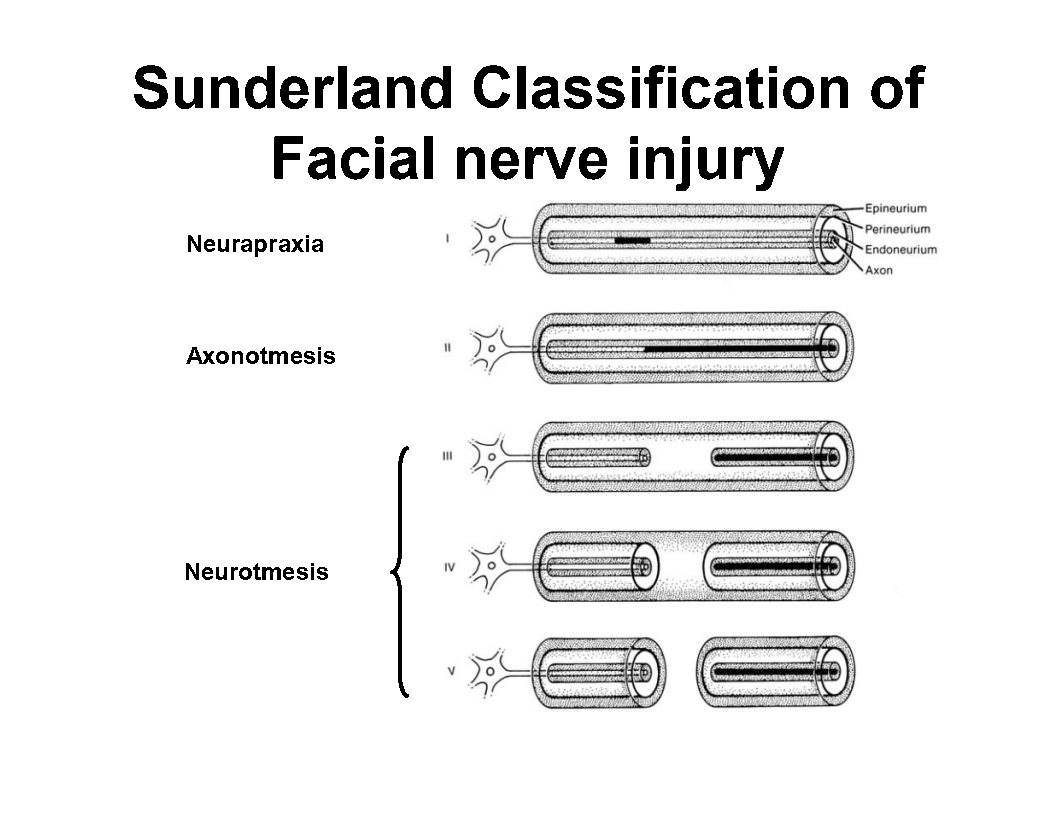 Sunderland Classification of
Facial nerve injury
Neurapraxia
I
Epineurium
Perineurium
Endoneurium
Axon
Axonotmesis
II
III
Neurotmesis
IV
V